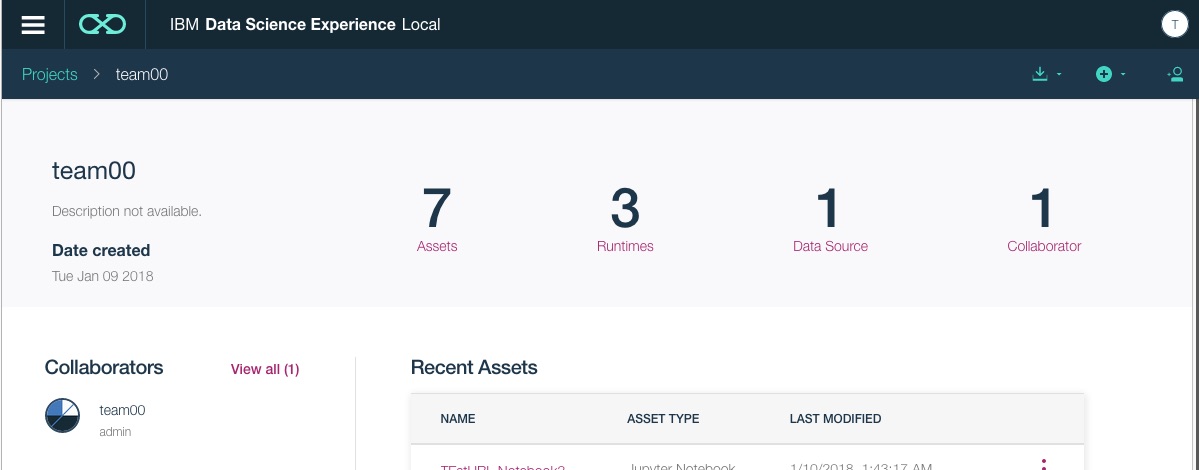 IBM Data Science Experience Local
T
Projects > team00
team00
Description not available.
Date created
Tue Jan 09 2018
7
Assets
3
Runtimes
1
Data Source
1
Collaborator
Collaborators
View all (1)
team00
admin
Recent Assets
NAME ASSET TYPE LAST MODIFIED
Jupyter Notebook 1/10/2018, 1:43:17 AM